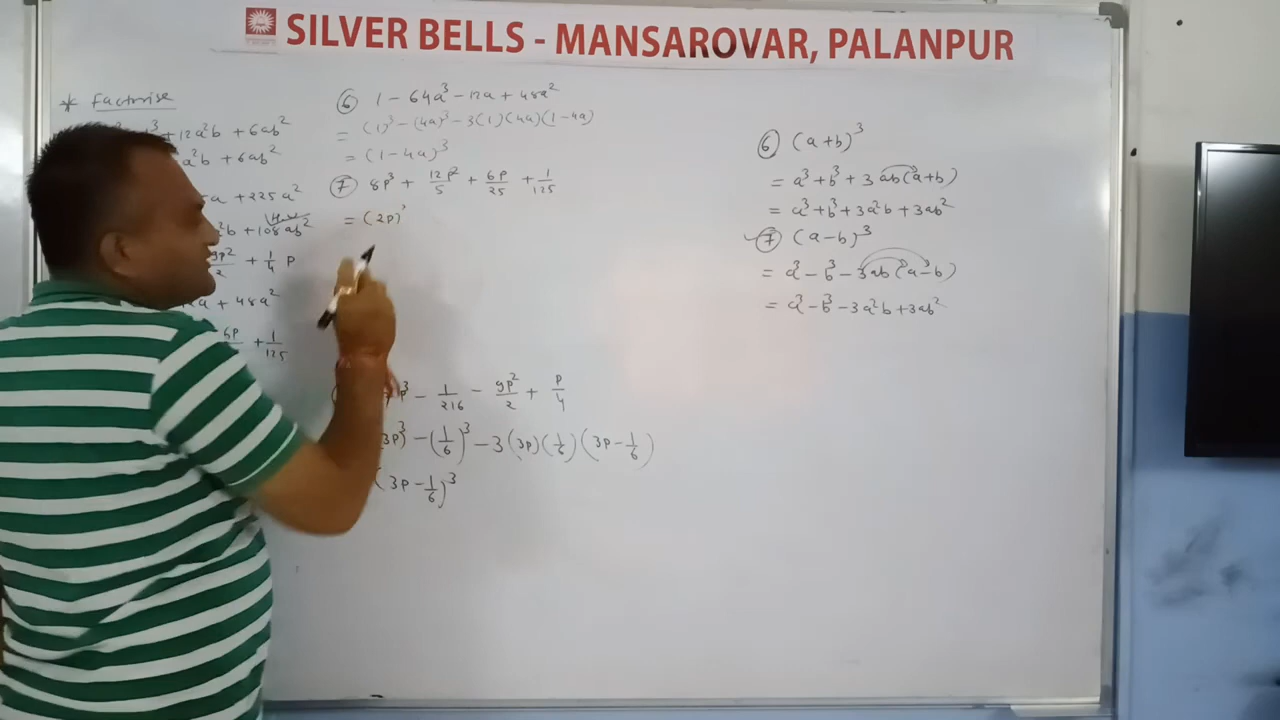 SILVER BELLS - MANSAROVAR, PALANPUR
* Factorise
+12a²b + 6ab²
a²b + 6ab²
a + 225a²
²b + 108ab²
9p²/2 + 1/4 p
a + 48a²
6p + 1/125
⑥ 1 - 64a³ - 12a + 48a²
= (1)³ - (4a)³ - 3(1)(4a)(1-4a)
= (1-4a)³
⑦ 8p³ + 12p²/5 + 6p/25 + 1/125
= (2p)³
p³ - 1/216 - 9p²/2 + p/4
3p)³ - (1/6)³ - 3(3p)(1/6)(3p - 1/6)
(3p - 1/6)³
⑥ (a+b)³
= a³ + b³ + 3ab(a+b)
= a³ + b³ + 3a²b + 3ab²
⑦ (a-b)³
= a³ - b³ - 3ab(a-b)
= a³ - b³ - 3a²b + 3ab²